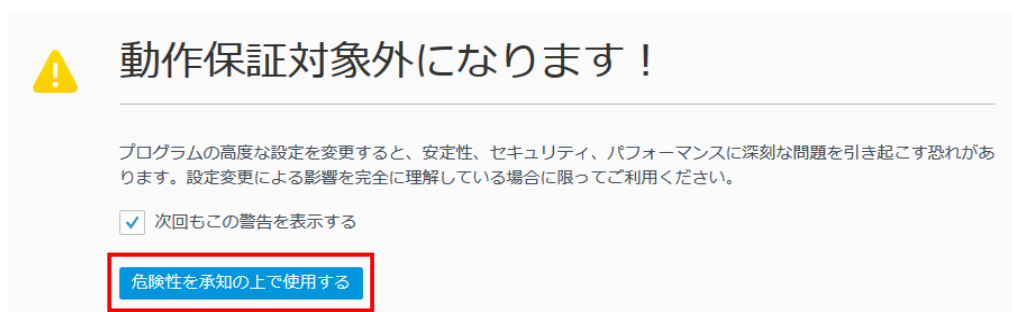 動作保証対象外になります！
プログラムの高度な設定を変更すると、安定性、セキュリティ、パフォーマンスに深刻な問題を引き起こす恐れがあ
ります。設定変更による影響を完全に理解している場合に限ってご利用ください。
次回もこの警告を表示する
危険性を承知の上で使用する